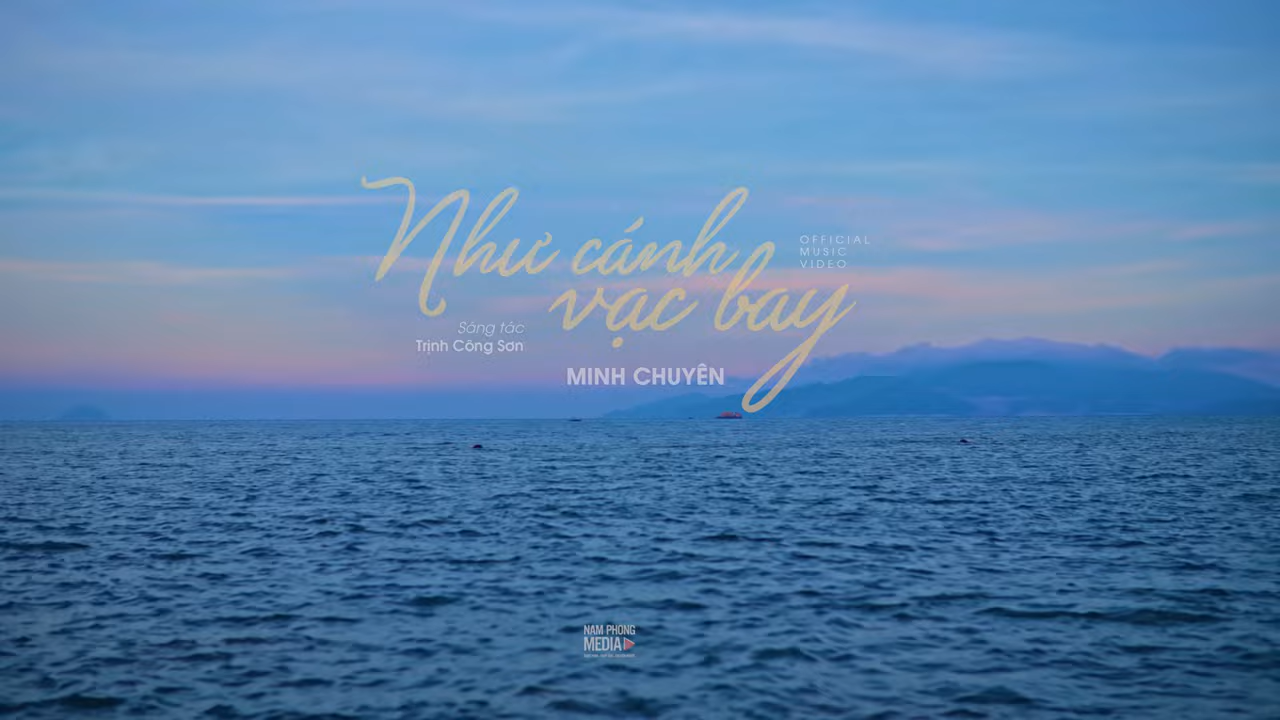 Như cánh
vạc bay
OFFICIAL
MUSIC
VIDEO
Sáng tác
Trịnh Công Sơn
MINH CHUYÊN
NAM PHONG
MEDIA